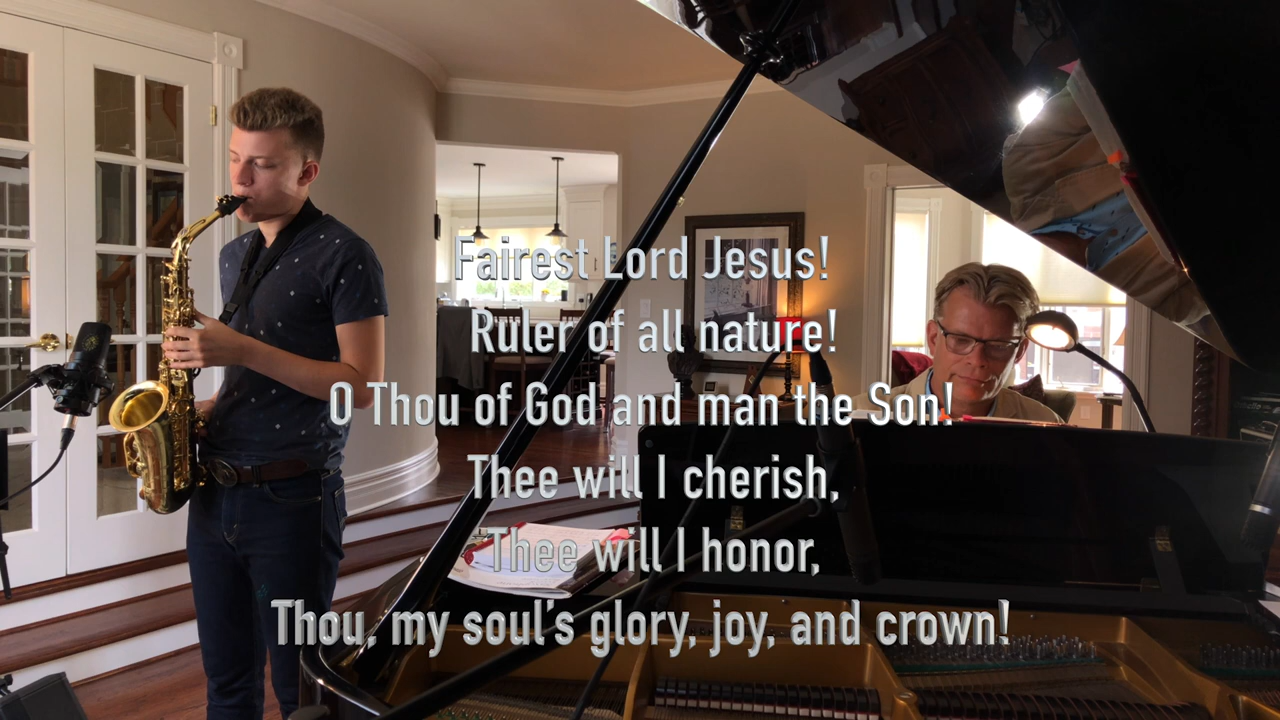 Fairest Lord Jesus!
Ruler of all nature!
O Thou of God and man the Son!
Thee will I cherish,
Thee will I honor,
Thou, my soul's glory, joy, and crown!